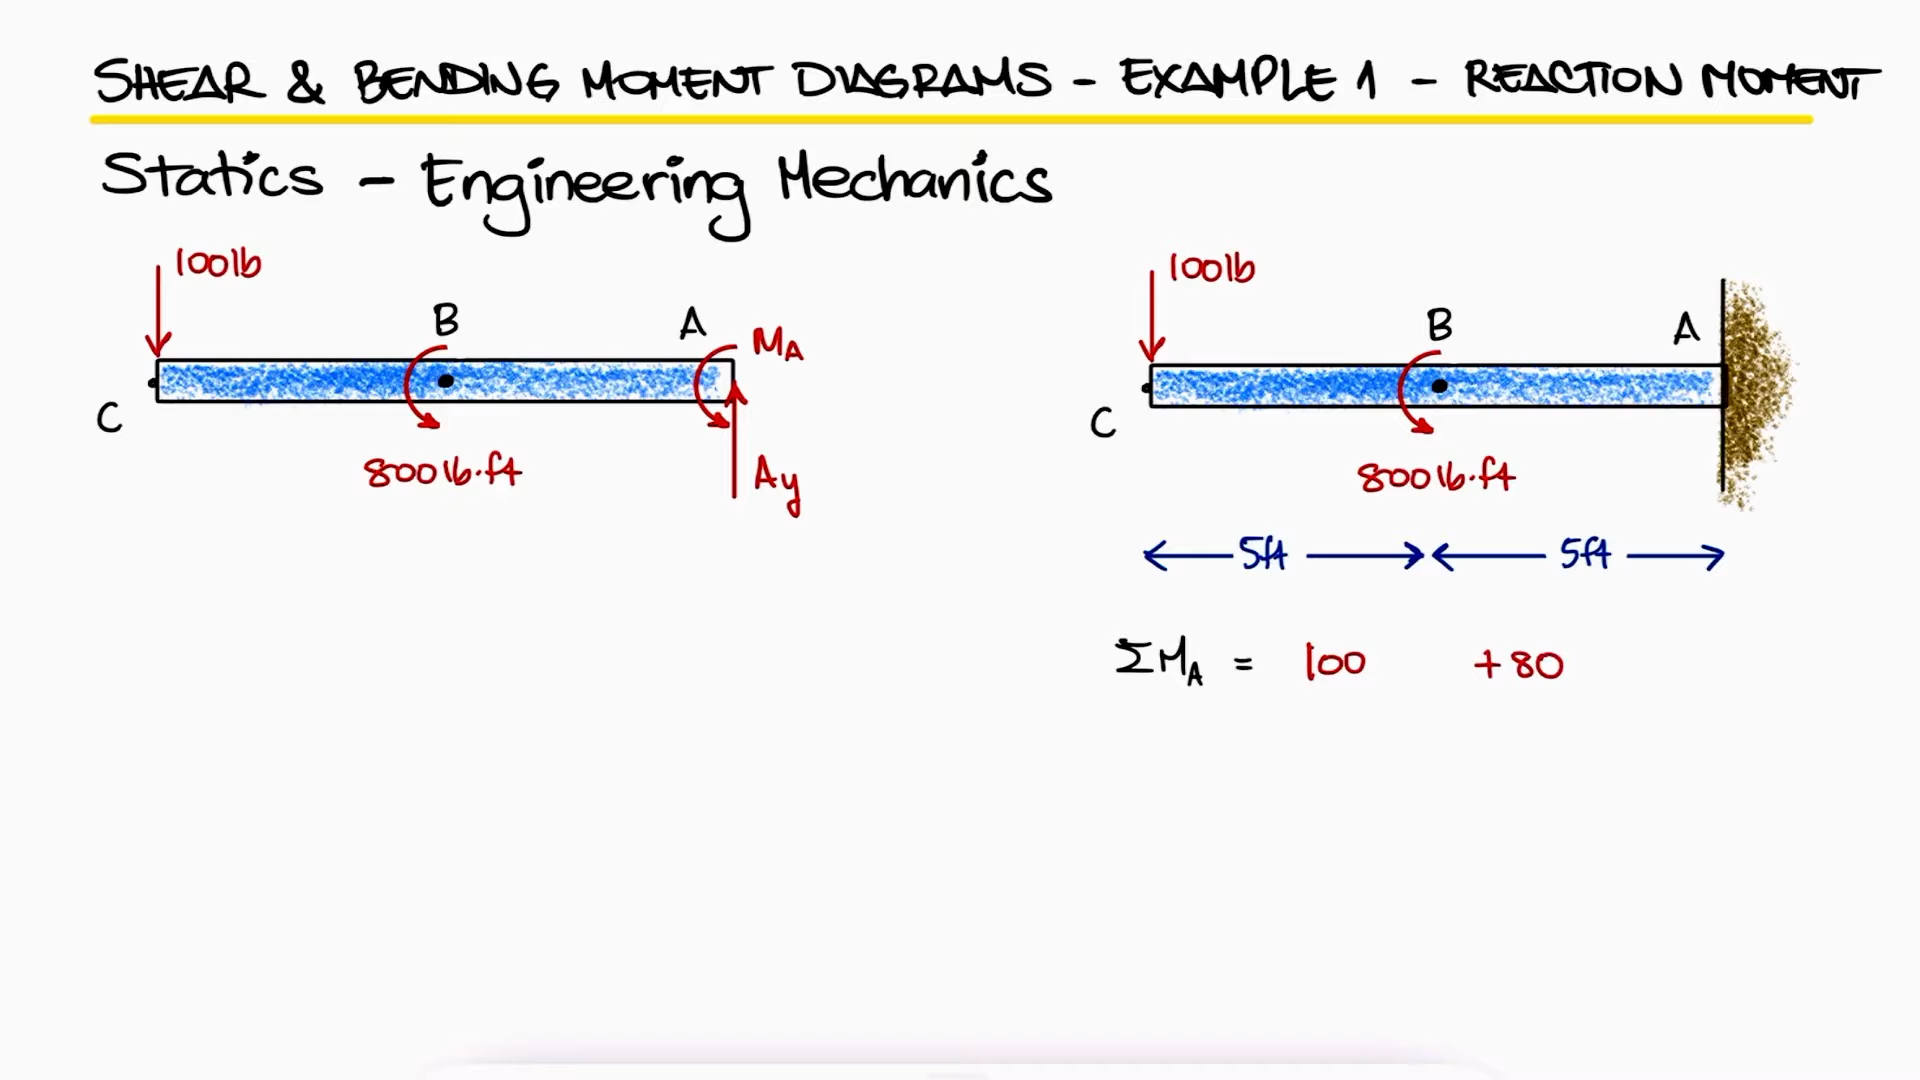 SHEAR & BENDING MOMENT DIAGRAMS - EXAMPLE 1 - REACTION MOMENT
Statics - Engineering Mechanics
100lb
B
A
MA
C
800lb·ft
Ay
100lb
B
A
C
800lb·ft
5ft
5ft
ΣMA = 100 +80